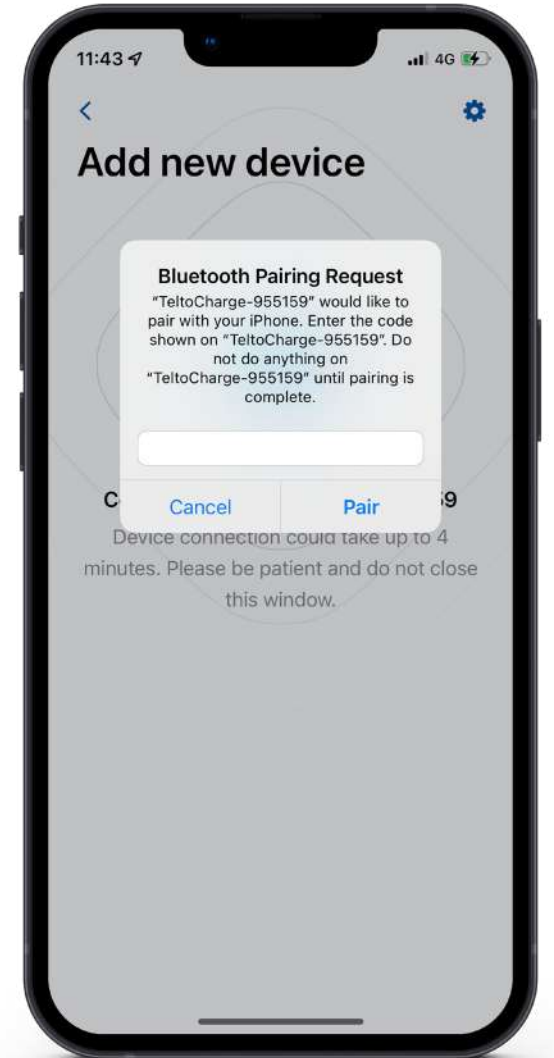 11:43
4G
Add new device
Bluetooth Pairing Request
"TeltoCharge-955159" would like to
pair with your iPhone. Enter the code
shown on "TeltoCharge-955159". Do
not do anything on
"TeltoCharge-955159" until pairing is
complete.
Cancel
Pair
C
9
Device connection could take up to 4
minutes. Please be patient and do not close
this window.